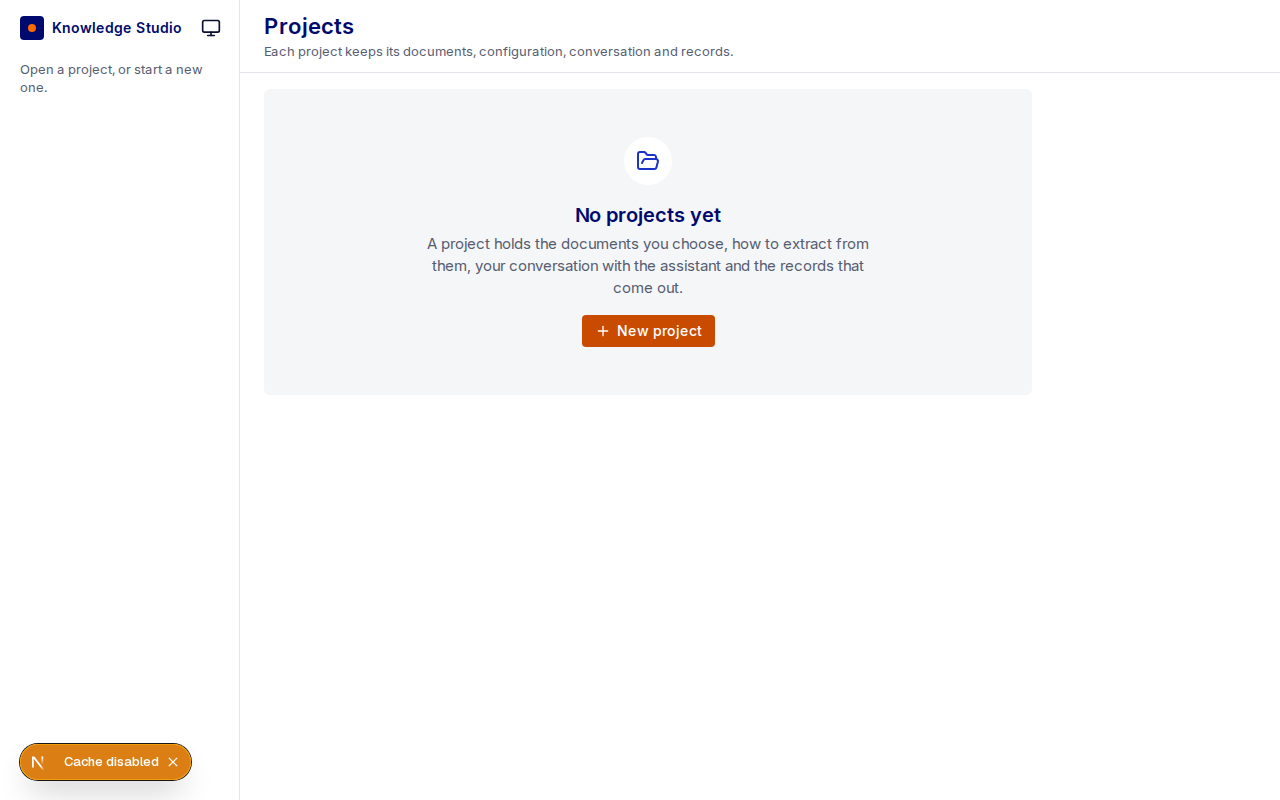 Knowledge Studio
Open a project, or start a new
one.
Projects
Each project keeps its documents, configuration, conversation and records.
No projects yet
A project holds the documents you choose, how to extract from
them, your conversation with the assistant and the records that
come out.
New project
Cache disabled